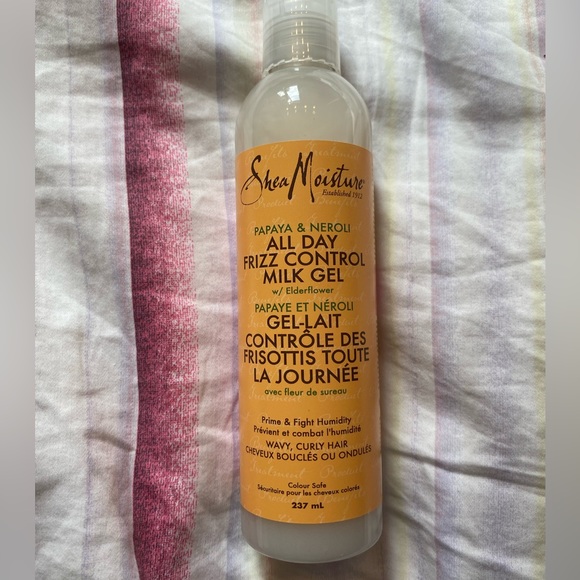 SheaMoisture
Established 1912
PAPAYA & NEROLI
ALL DAY
FRIZZ CONTROL
MILK GEL
w/ Elderflower
PAPAYE ET NÉROLI
GEL-LAIT
CONTRÔLE DES
FRISOTTIS TOUTE
LA JOURNÉE
avec fleur de sureau
Prime & Fight Humidity
Prévient et combat l'humidité
WAVY, CURLY HAIR
CHEVEUX BOUCLÉS OU ONDULÉS
Colour Safe
Sécuritaire pour les cheveux colorés
237 mL